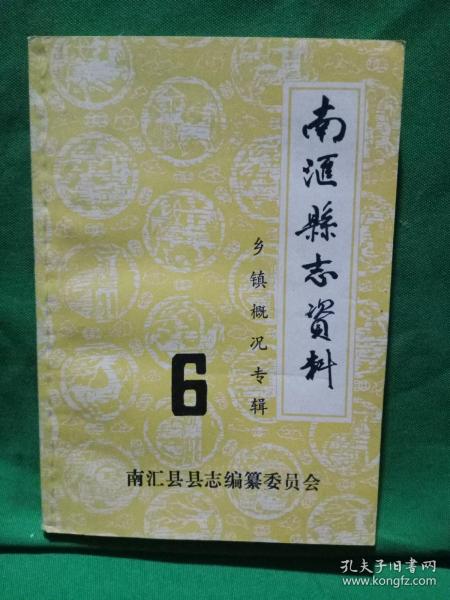 南滙縣志資料
乡镇概况专辑
6
南汇县县志编纂委员会
孔夫子旧书网
www.kongfz.com